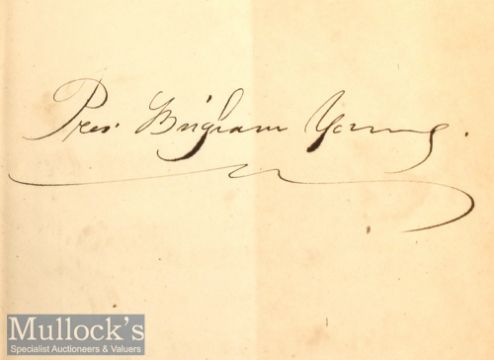 Pres. Brigham Young.
Mullock's
Specialist Auctioneers & Valuers